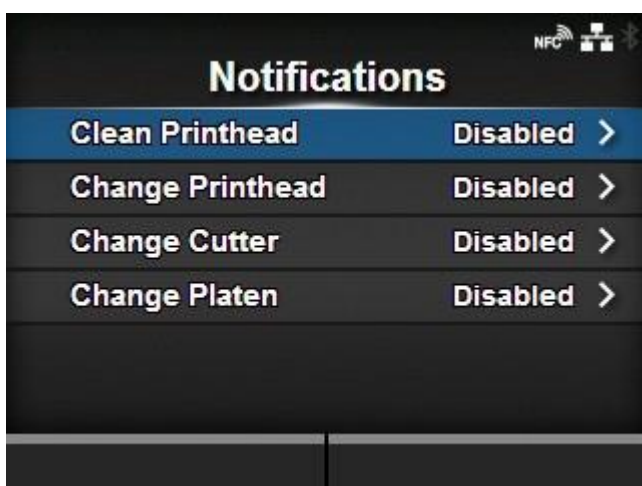 NFC
Notifications
Clean Printhead Disabled
Change Printhead Disabled
Change Cutter Disabled
Change Platen Disabled